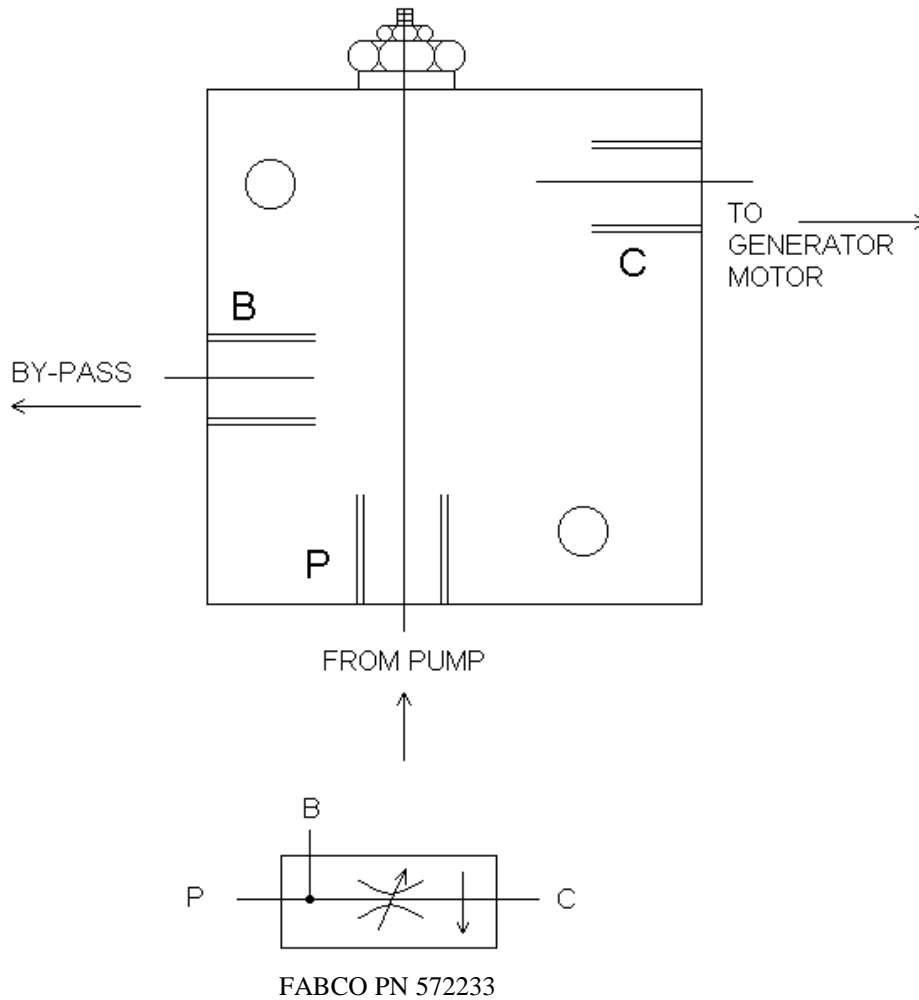 TO
GENERATOR
MOTOR
C
B
BY-PASS
P
FROM PUMP
B
P
C
FABCO PN 572233